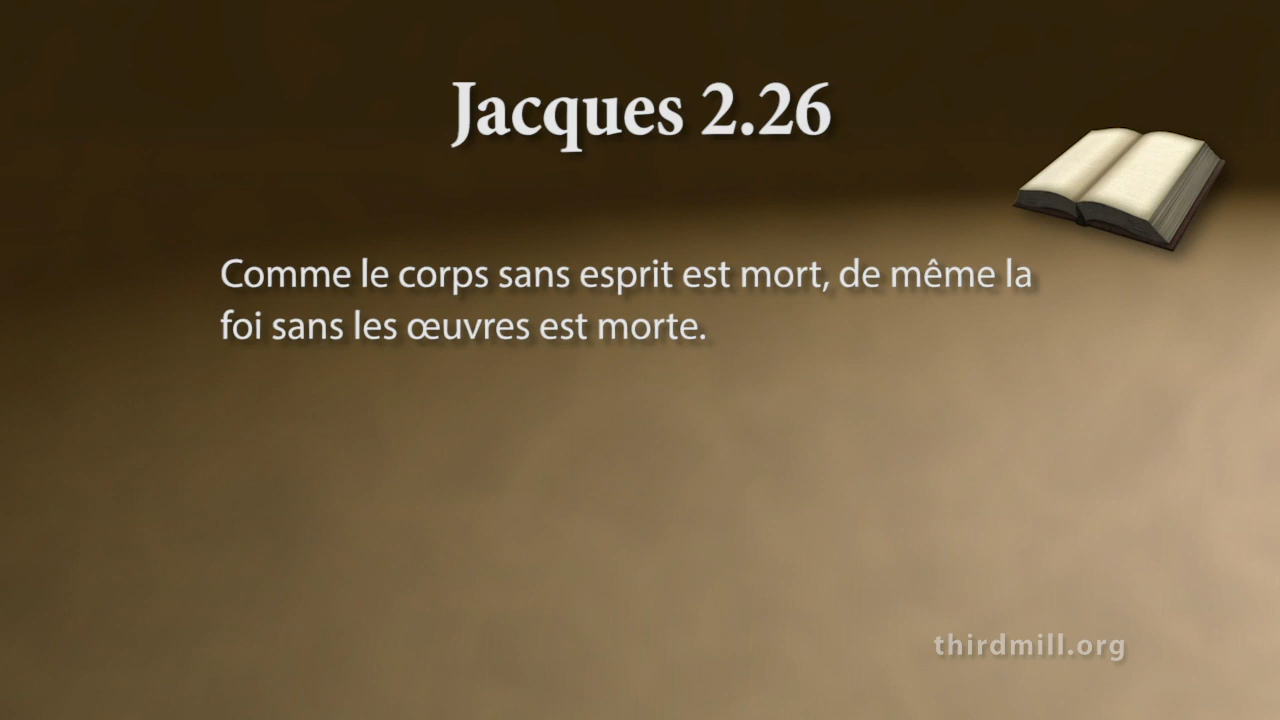 Jacques 2.26
Comme le corps sans esprit est mort, de même la
foi sans les œuvres est morte.
thirdmill.org